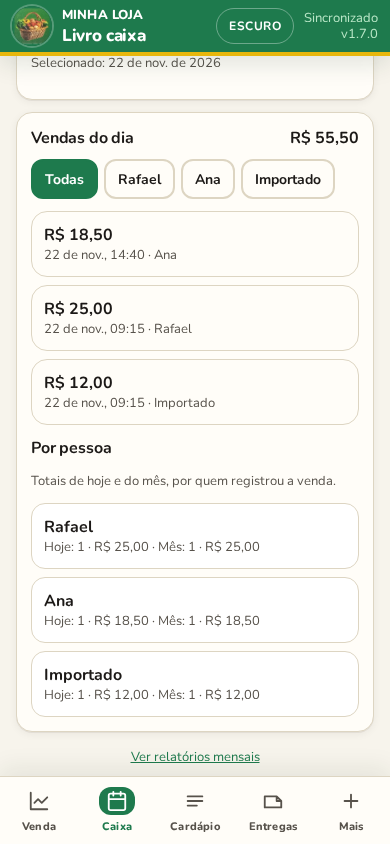 MINHA LOJA
Livro caixa
ESCURO
Sincronizado
v1.7.0
Selecionado: 22 de nov. de 2026
Vendas do dia
R$ 55,50
Todas
Rafael
Ana
Importado
R$ 18,50
22 de nov., 14:40 · Ana
R$ 25,00
22 de nov., 09:15 · Rafael
R$ 12,00
22 de nov., 09:15 · Importado
Por pessoa
Totais de hoje e do mês, por quem registrou a venda.
Rafael
Hoje: 1 · R$ 25,00 · Mês: 1 · R$ 25,00
Ana
Hoje: 1 · R$ 18,50 · Mês: 1 · R$ 18,50
Importado
Hoje: 1 · R$ 12,00 · Mês: 1 · R$ 12,00
Ver relatórios mensais
Venda
Caixa
Cardápio
Entregas
Mais